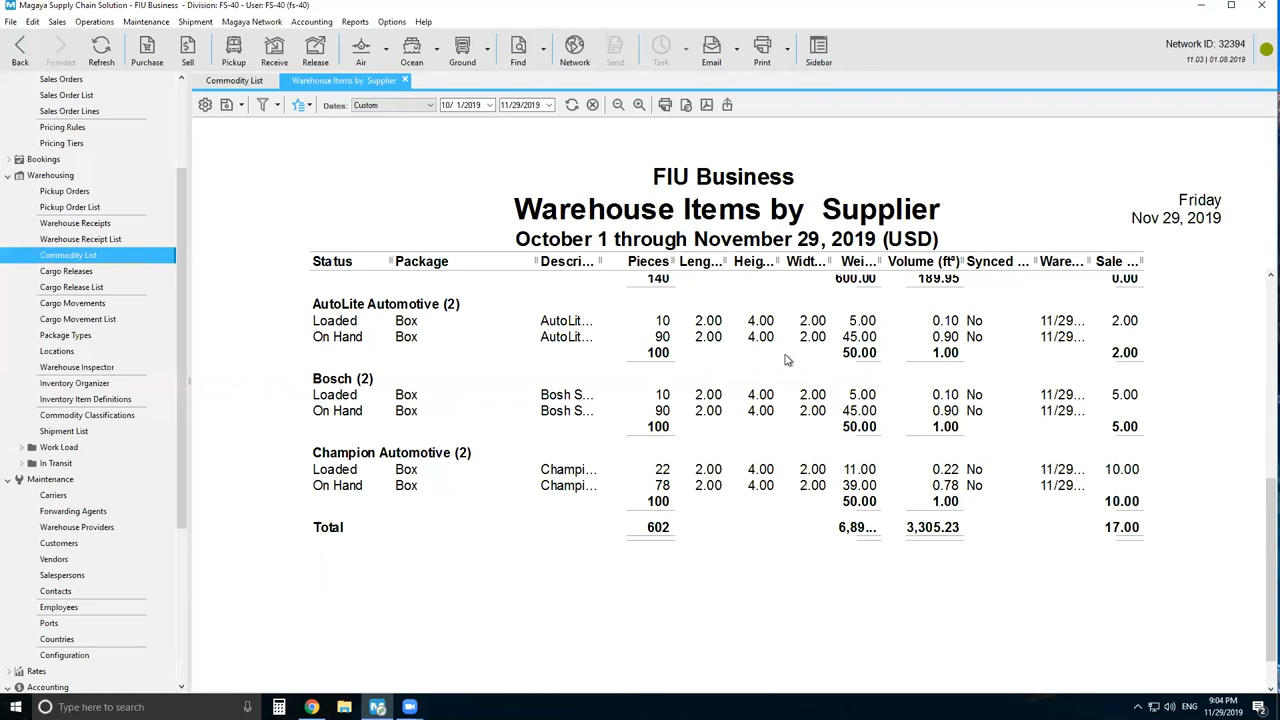 Magaya Supply Chain Solution - FIU Business - Division: FS-40 - User: FS-40 (fs-40)
File Edit Sales Operations Maintenance Shipment Magaya Network Accounting Reports Options Help
Back Forward Refresh Purchase Sell Pickup Receive Release Air Ocean Ground Find Network Send Task Email Print Sidebar
Network ID: 32394
11.03 | 01.08.2019
Commodity List Warehouse Items by Supplier
Dates: Custom 10/ 1/2019 11/29/2019
Sales Orders
Sales Order List
Sales Order Lines
Pricing Rules
Pricing Tiers
Bookings
Warehousing
Pickup Orders
Pickup Order List
Warehouse Receipts
Warehouse Receipt List
Commodity List
Cargo Releases
Cargo Release List
Cargo Movements
Cargo Movement List
Package Types
Locations
Warehouse Inspector
Inventory Organizer
Inventory Item Definitions
Commodity Classifications
Shipment List
Work Load
In Transit
Maintenance
Carriers
Forwarding Agents
Warehouse Providers
Customers
Vendors
Salespersons
Contacts
Employees
Ports
Countries
Configuration
Rates
Accounting
FIU Business
Warehouse Items by Supplier
October 1 through November 29, 2019 (USD)
Friday
Nov 29, 2019
Status Package Descri... Pieces Leng... Heig... Widt... Wei... Volume (ft³) Synced ... Ware... Sale ...
140 600.00 189.95 0.00
AutoLite Automotive (2)
Loaded Box AutoLit... 10 2.00 4.00 2.00 5.00 0.10 No 11/29... 2.00
On Hand Box AutoLit... 90 2.00 4.00 2.00 45.00 0.90 No 11/29...
100 50.00 1.00 2.00
Bosch (2)
Loaded Box Bosh S... 10 2.00 4.00 2.00 5.00 0.10 No 11/29... 5.00
On Hand Box Bosh S... 90 2.00 4.00 2.00 45.00 0.90 No 11/29...
100 50.00 1.00 5.00
Champion Automotive (2)
Loaded Box Champi... 22 2.00 4.00 2.00 11.00 0.22 No 11/29... 10.00
On Hand Box Champi... 78 2.00 4.00 2.00 39.00 0.78 No 11/29...
100 50.00 1.00 10.00
Total 602 6,89... 3,305.23 17.00
Type here to search
ENG
9:04 PM
11/29/2019
2